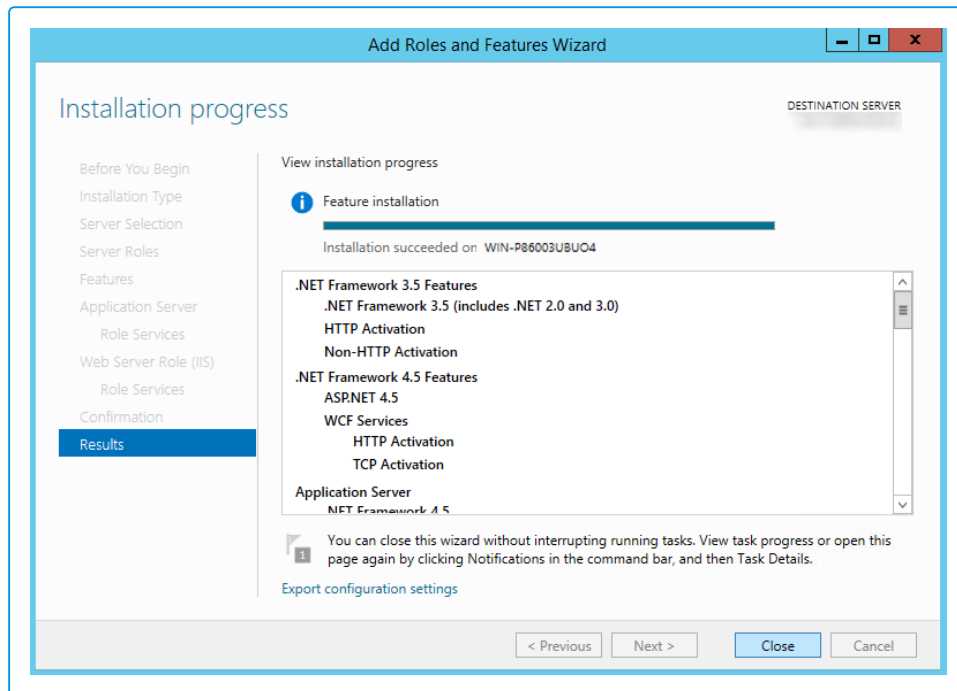 Add Roles and Features Wizard
Installation progress
DESTINATION SERVER
Before You Begin
Installation Type
Server Selection
Server Roles
Features
Application Server
Role Services
Web Server Role (IIS)
Role Services
Confirmation
Results
View installation progress
Feature installation
Installation succeeded on WIN-P86003UBUO4
.NET Framework 3.5 Features
.NET Framework 3.5 (includes .NET 2.0 and 3.0)
HTTP Activation
Non-HTTP Activation
.NET Framework 4.5 Features
ASP.NET 4.5
WCF Services
HTTP Activation
TCP Activation
Application Server
.NET Framework 4.5
1
You can close this wizard without interrupting running tasks. View task progress or open this
page again by clicking Notifications in the command bar, and then Task Details.
Export configuration settings
< Previous
Next >
Close
Cancel